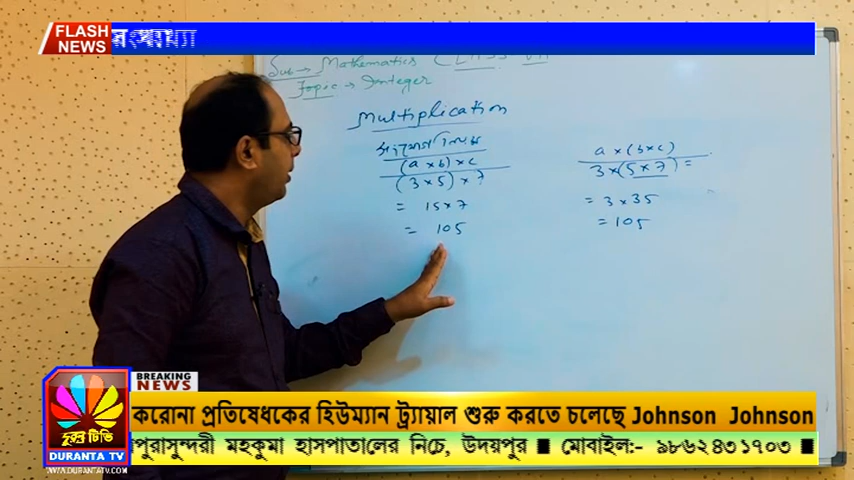 FLASH NEWS
Sub → Mathematics Class VII
Topic → Integer
Multiplication
সংযোগ নিয়ম
(a × b) × c
(3 × 5) × 7
= 15 × 7
= 105
a × (b × c)
3 × (5 × 7) =
= 3 × 35
= 105
BREAKING NEWS
করোনা প্রতিষেধকের হিউম্যান ট্র্যায়াল শুরু করতে চলেছে Johnson Johnson
পুরাসুন্দরী মহকুমা হাসপাতালের নিচে, উদয়পুর ■ মোবাইল:- ৯৮৬২৪৩১৭০৩ ■
দুরন্ত টিভি
DURANTA TV
WWW.DURANTATV.COM